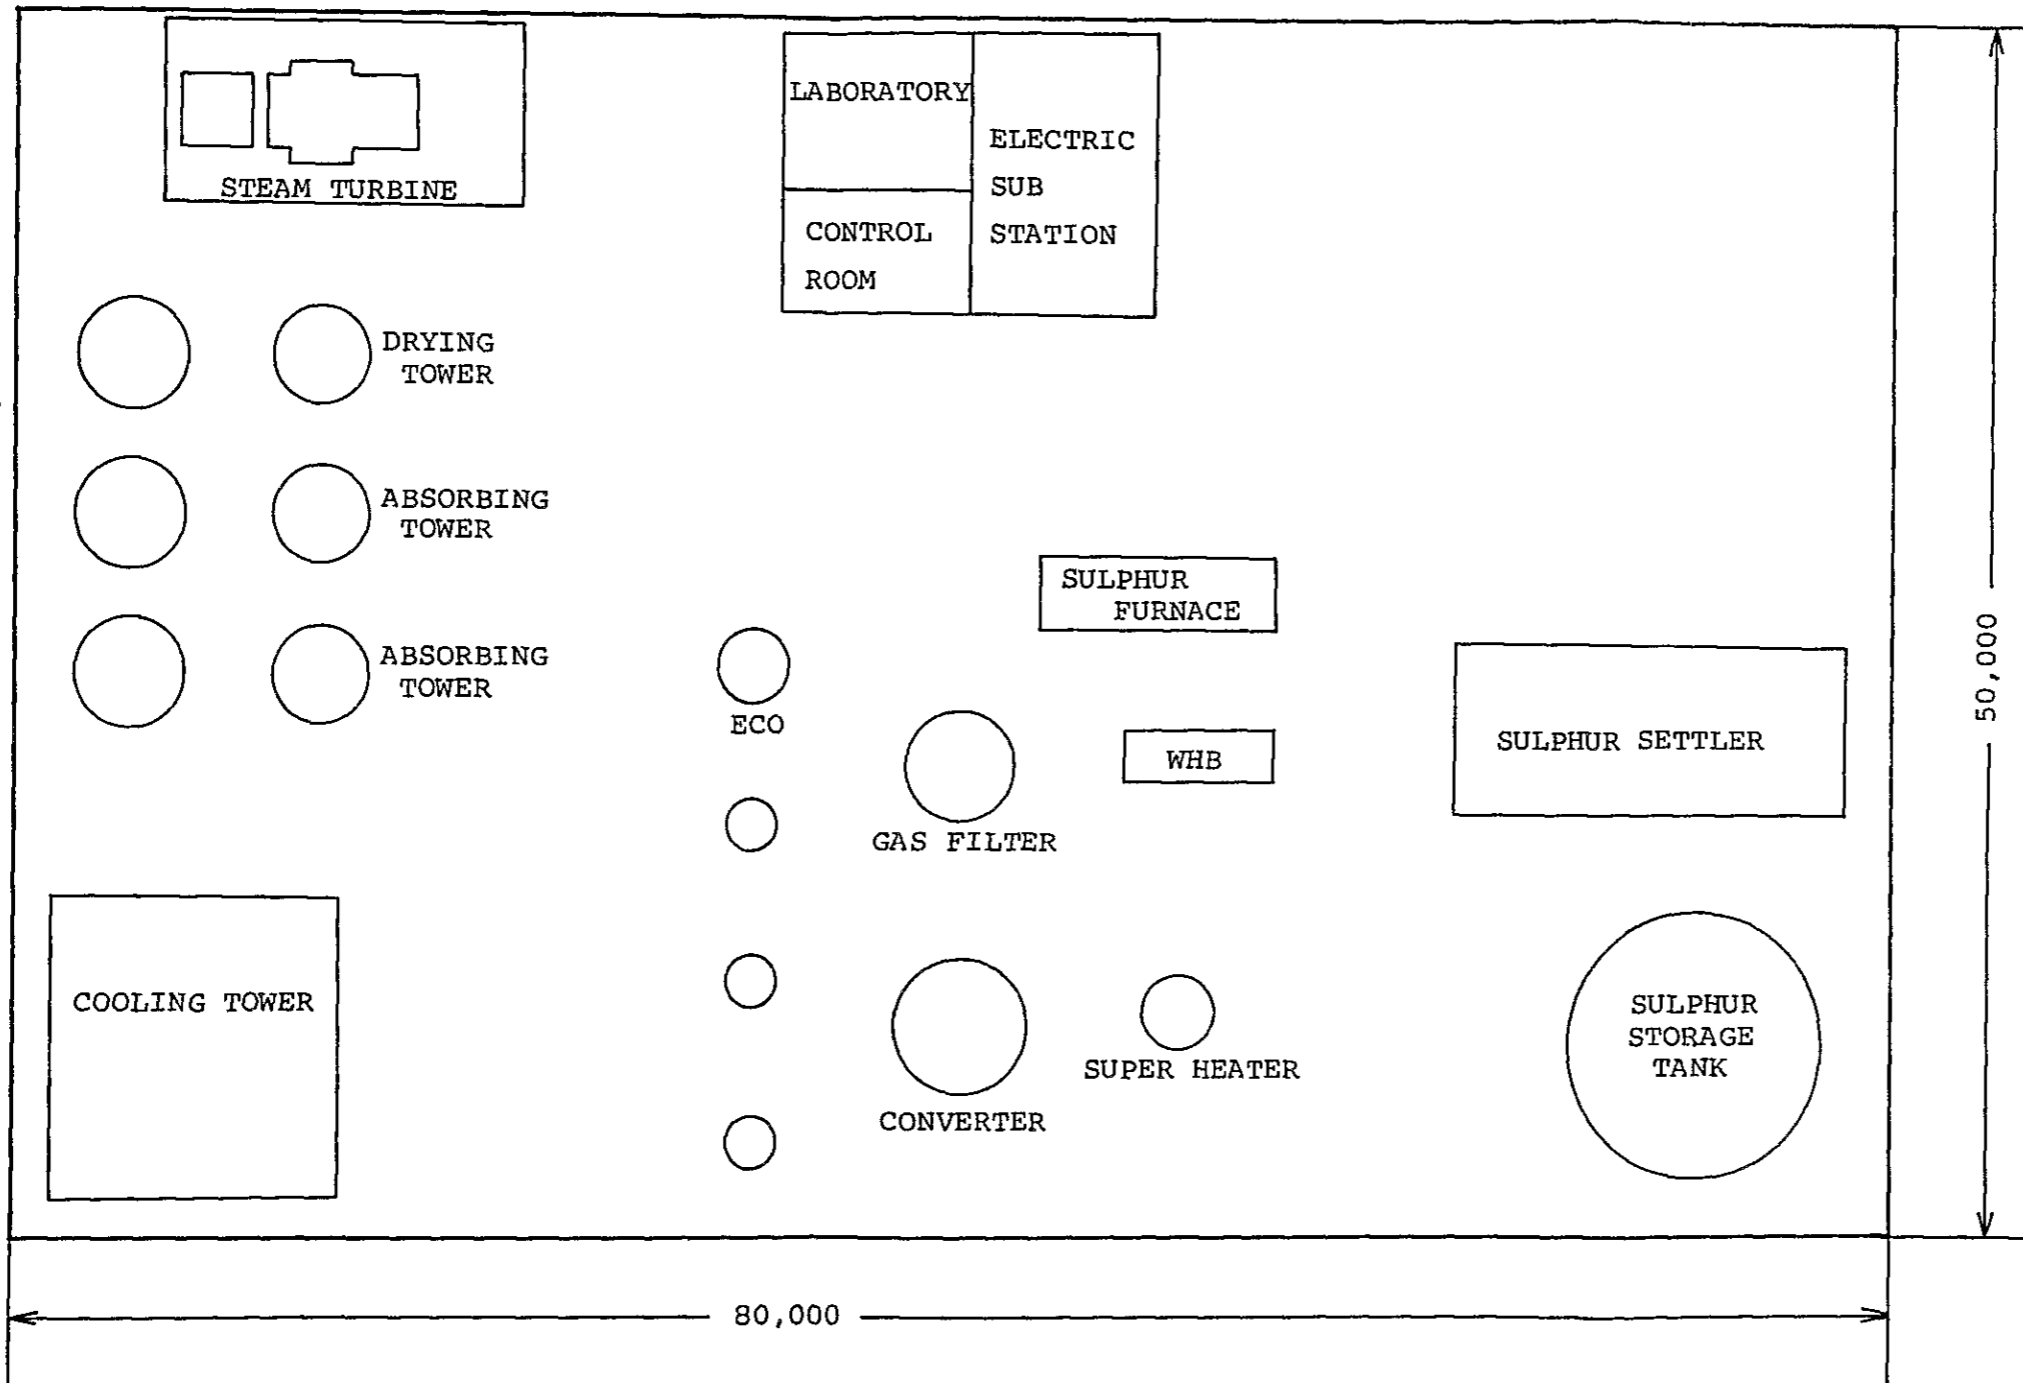 STEAM TURBINE
LABORATORY
ELECTRIC
SUB
STATION
CONTROL
ROOM
DRYING
TOWER
ABSORBING
TOWER
ABSORBING
TOWER
SULPHUR
FURNACE
ECO
WHB
GAS FILTER
SULPHUR SETTLER
50,000
COOLING TOWER
CONVERTER
SUPER HEATER
SULPHUR
STORAGE
TANK
80,000